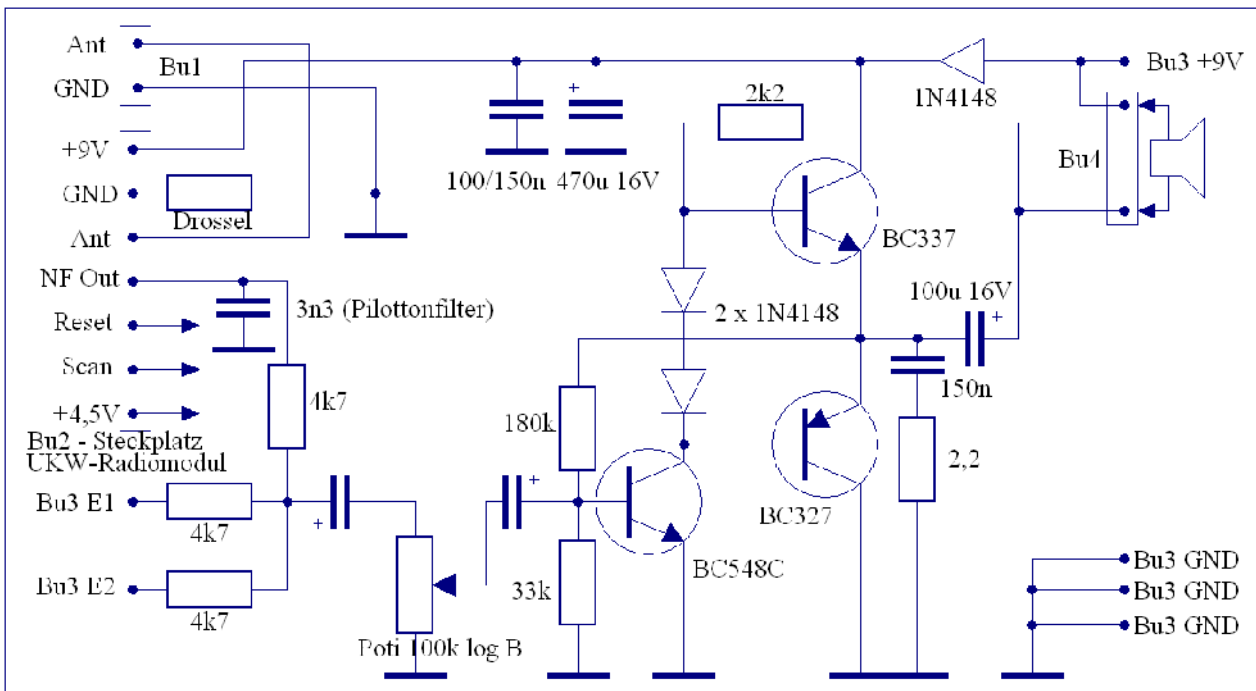 Ant
Bu1
GND
+9V
GND
Drossel
Ant
NF Out
3n3 (Pilottonfilter)
Reset
Scan
+4,5V
Bu2 - Steckplatz
UKW-Radiomodul
4k7
Bu3 E1
4k7
Bu3 E2
4k7
+
Poti 100k log B
100/150n
+
470u 16V
2k2
1N4148
Bu3 +9V
Bu4
BC337
2 x 1N4148
100u 16V
+
150n
180k
2,2
+
33k
BC548C
BC327
Bu3 GND
Bu3 GND
Bu3 GND